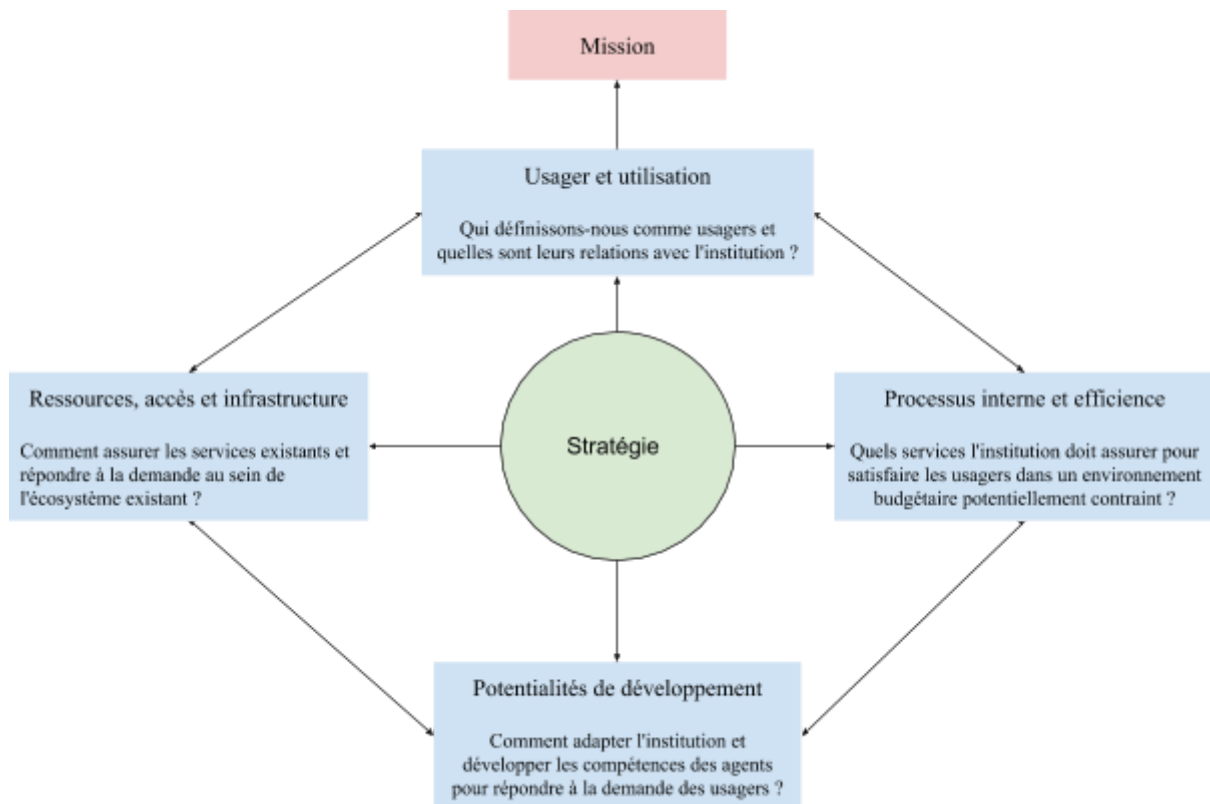 Mission
Usager et utilisation
Qui définissons-nous comme usagers et
quelles sont leurs relations avec l'institution ?
Ressources, accès et infrastructure
Comment assurer les services existants et
répondre à la demande au sein de
l'écosystème existant ?
Stratégie
Processus interne et efficience
Quels services l'institution doit assurer pour
satisfaire les usagers dans un environnement
budgétaire potentiellement contraint ?
Potentialités de développement
Comment adapter l'institution et
développer les compétences des agents
pour répondre à la demande des usagers ?